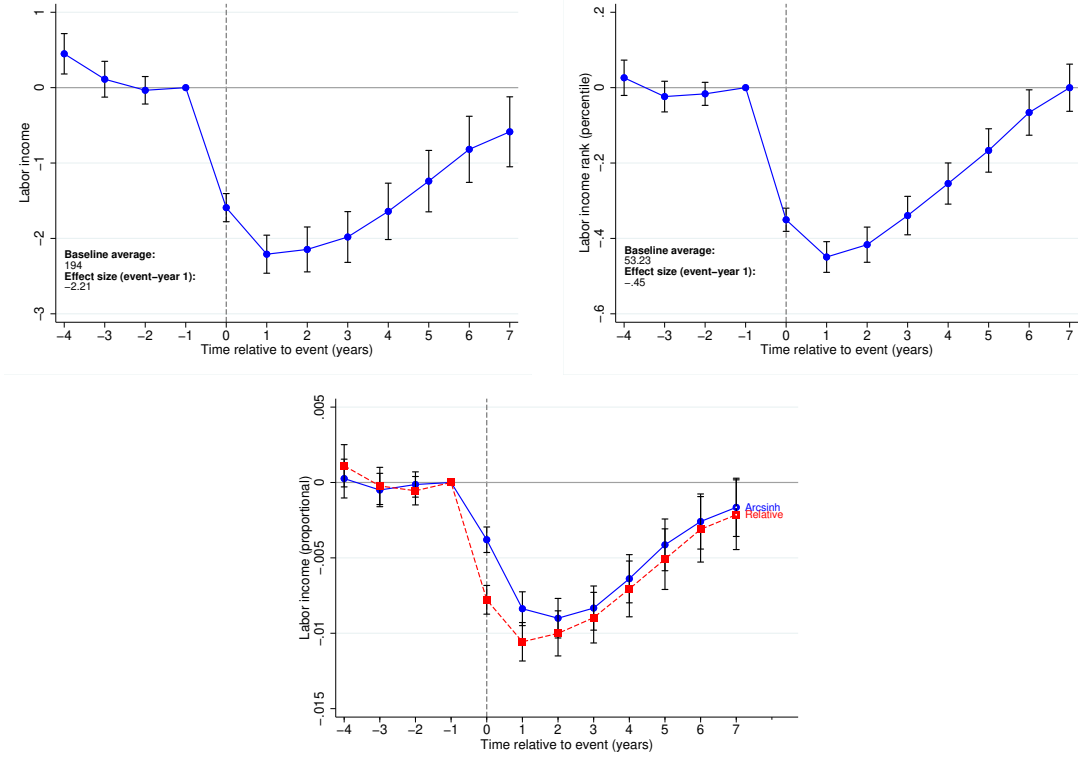 Labor income
1
0
−1
−2
−3
Baseline average:
194
Effect size (event−year 1):
−2.21
−4 −3 −2 −1 0 1 2 3 4 5 6 7
Time relative to event (years)
Labor income rank (percentile)
.2
0
−.2
−.4
−.6
Baseline average:
53.23
Effect size (event−year 1):
−.45
−4 −3 −2 −1 0 1 2 3 4 5 6 7
Time relative to event (years)
Labor income (proportional)
.005
0
−.005
−.01
−.015
Arcsinh
Relative
−4 −3 −2 −1 0 1 2 3 4 5 6 7
Time relative to event (years)